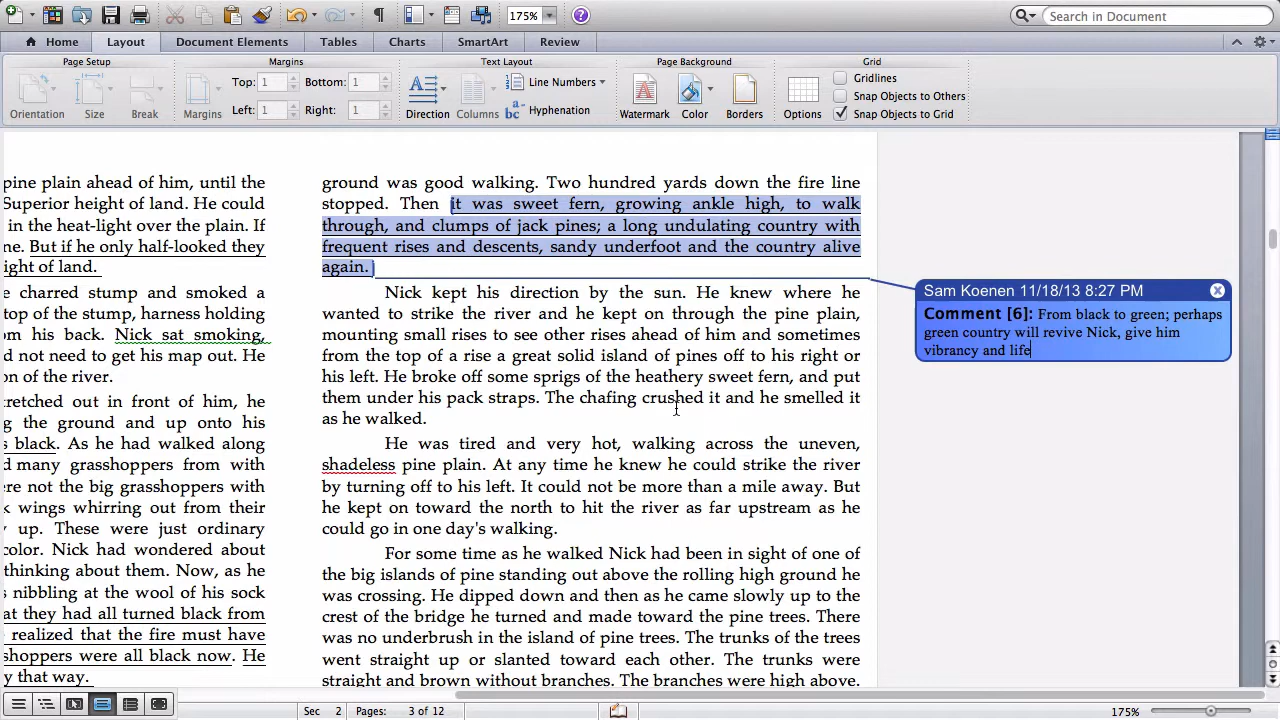 175%
Search in Document
Home
Layout
Document Elements
Tables
Charts
SmartArt
Review
Page Setup
Margins
Text Layout
Page Background
Grid
Orientation
Size
Break
Margins
Top: 1
Bottom: 1
Left: 1
Right: 1
Direction
Columns
Line Numbers
Hyphenation
Watermark
Color
Borders
Options
Gridlines
Snap Objects to Others
Snap Objects to Grid
pine plain ahead of him, until the
Superior height of land. He could
in the heat-light over the plain. If
ne. But if he only half-looked they
ight of land.
e charred stump and smoked a
top of the stump, harness holding
om his back. Nick sat smoking,
d not need to get his map out. He
on of the river.
retched out in front of him, he
g the ground and up onto his
s black. As he had walked along
d many grasshoppers from with
ere not the big grasshoppers with
k wings whirring out from their
y up. These were just ordinary
color. Nick had wondered about
thinking about them. Now, as he
s nibbling at the wool of his sock
at they had all turned black from
realized that the fire must have
shoppers were all black now. He
y that way.
ground was good walking. Two hundred yards down the fire line
stopped. Then it was sweet fern, growing ankle high, to walk
through, and clumps of jack pines; a long undulating country with
frequent rises and descents, sandy underfoot and the country alive
again.
Nick kept his direction by the sun. He knew where he
wanted to strike the river and he kept on through the pine plain,
mounting small rises to see other rises ahead of him and sometimes
from the top of a rise a great solid island of pines off to his right or
his left. He broke off some sprigs of the heathery sweet fern, and put
them under his pack straps. The chafing crushed it and he smelled it
as he walked.
He was tired and very hot, walking across the uneven,
shadeless pine plain. At any time he knew he could strike the river
by turning off to his left. It could not be more than a mile away. But
he kept on toward the north to hit the river as far upstream as he
could go in one day's walking.
For some time as he walked Nick had been in sight of one of
the big islands of pine standing out above the rolling high ground he
was crossing. He dipped down and then as he came slowly up to the
crest of the bridge he turned and made toward the pine trees. There
was no underbrush in the island of pine trees. The trunks of the trees
went straight up or slanted toward each other. The trunks were
straight and brown without branches. The branches were high above.
Sam Koenen 11/18/13 8:27 PM
Comment [6]: From black to green; perhaps
green country will revive Nick, give him
vibrancy and life
Sec 2
Pages: 3 of 12
175%